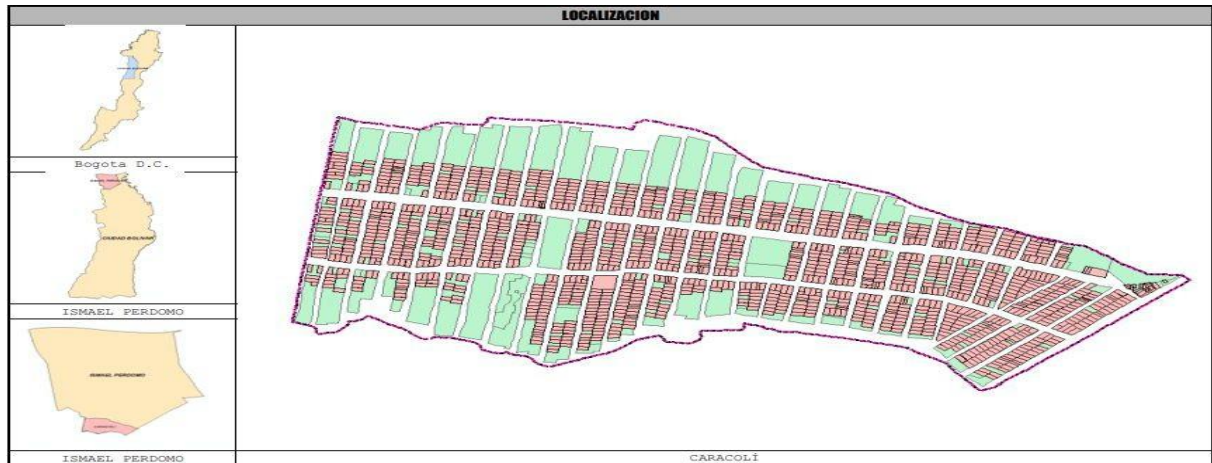 LOCALIZACION
Bogota D.C.
CIUDAD BOLIVAR
ISMAEL PERDOMO
ISMAEL PERDOMO
ISMAEL PERDOMO
CARACOLÍ